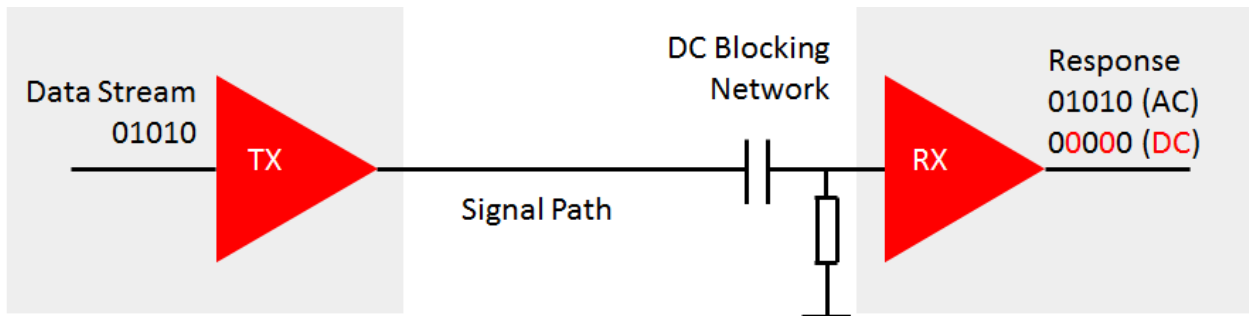 Data Stream
01010
TX
Signal Path
DC Blocking
Network
RX
Response
01010 (AC)
00000 (DC)